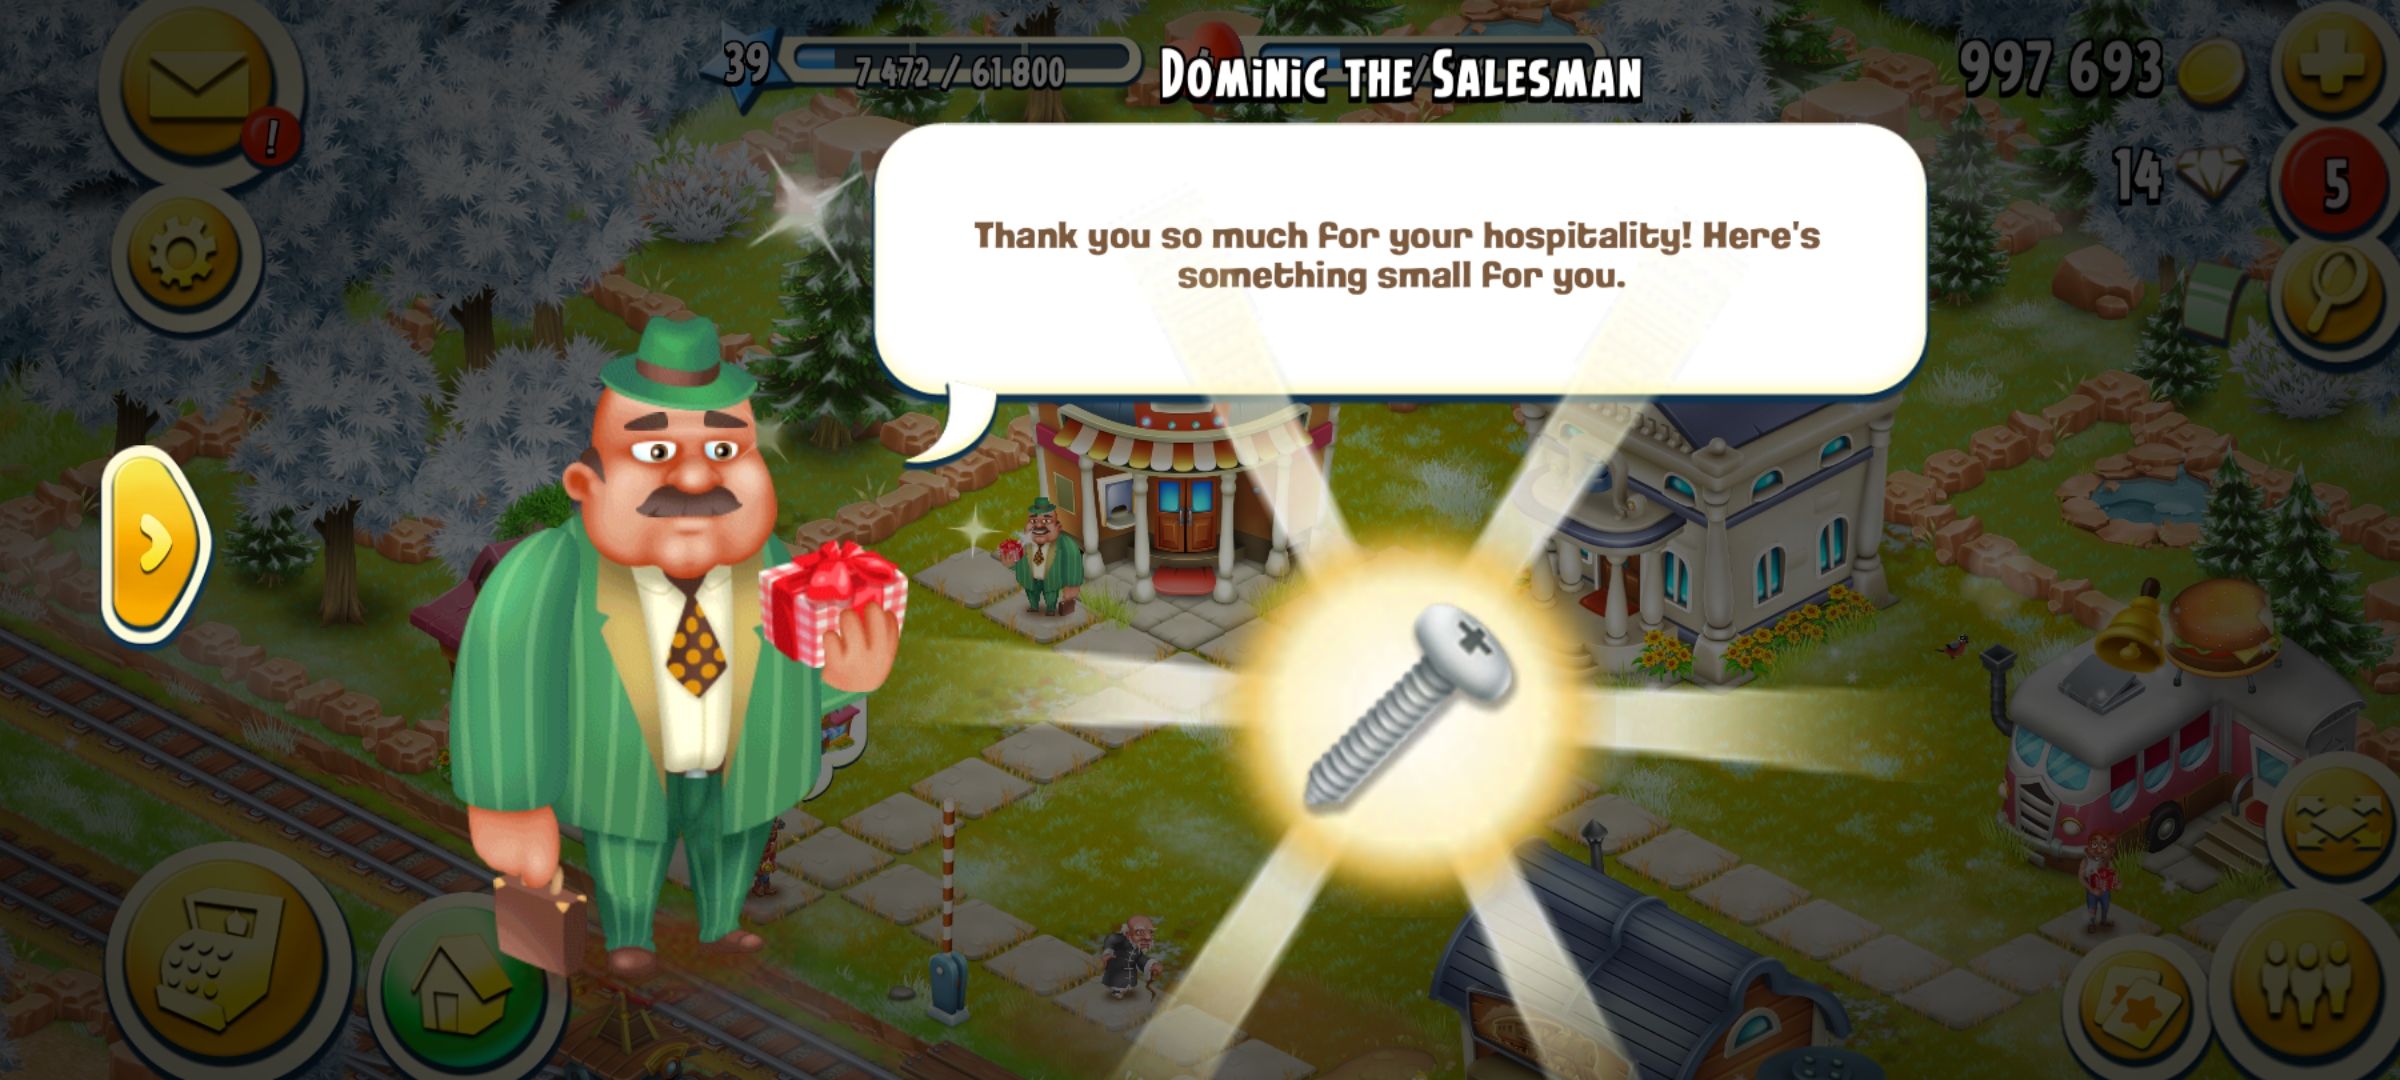 39
7 472 / 61 800
Dominic the Salesman
997 693
14
5
!
Thank you so much for your hospitality! Here's
something small for you.